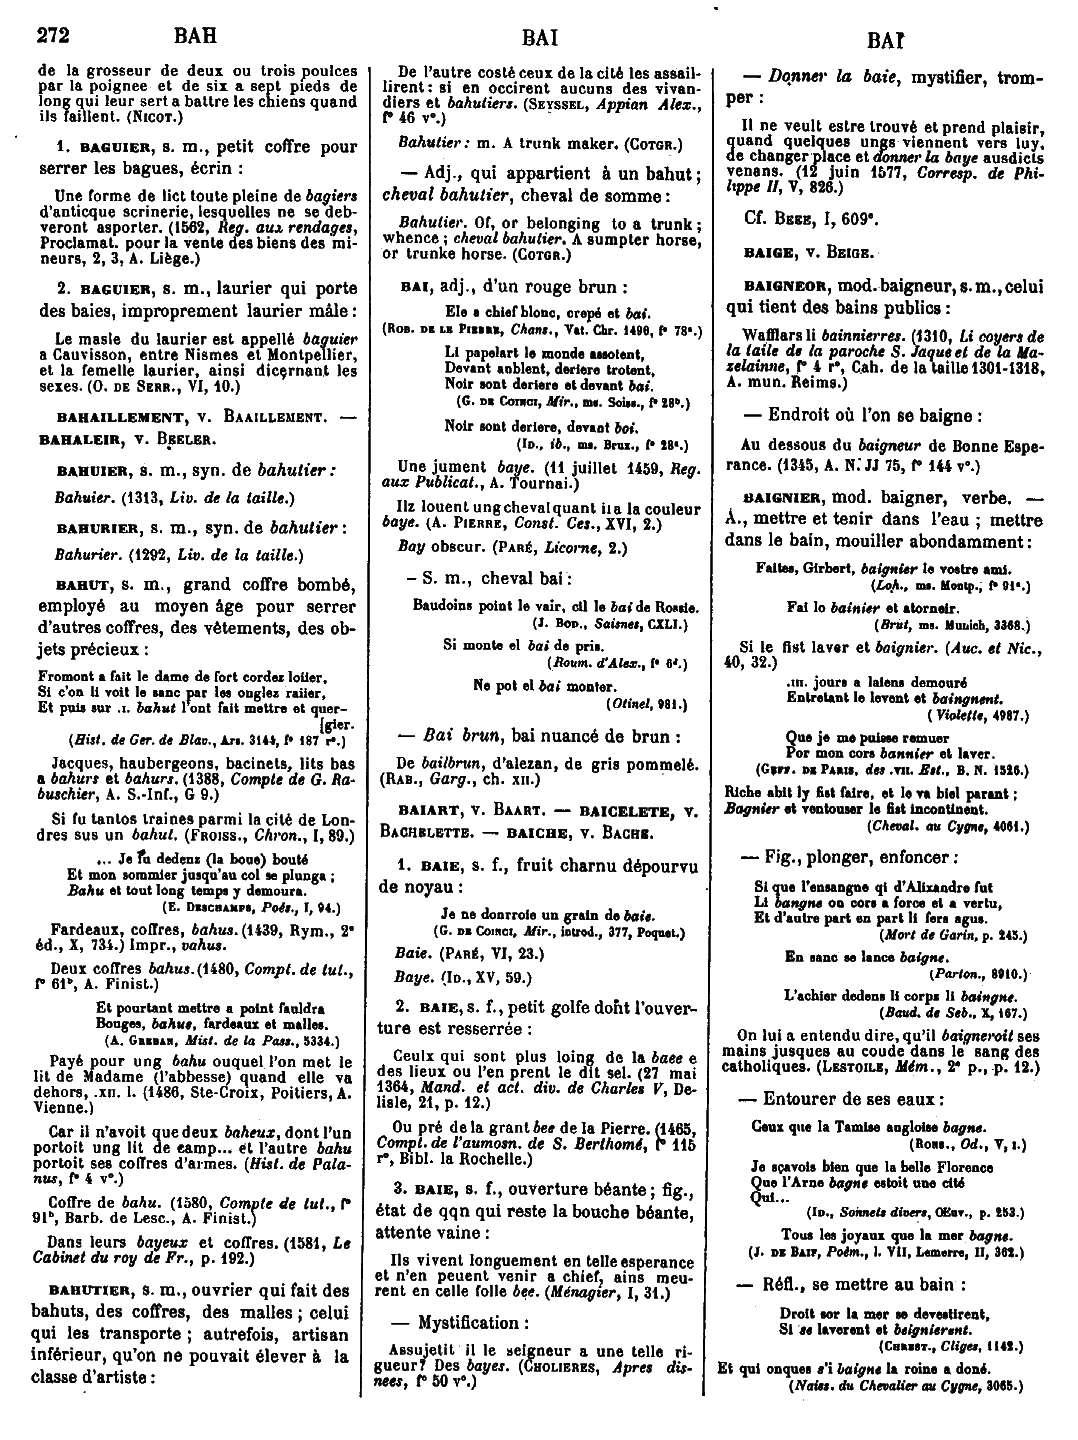 272 BAH BAI BAI
de la grosseur de deux ou trois poulces
par la poignee et de six a sept pieds de
long qui leur sert a battre les chiens quand
ils faillent. (NICOT.)
1. BAGUIER, s. m., petit coffre pour
serrer les bagues, écrin :
Une forme de lict toute pleine de bagiers
d'anticque scrinerie, lesquelles ne se deb-
veront asporter. (1562, Reg. aux rendages,
Proclamat. pour la vente des biens des mi-
neurs, 2, 3, A. Liège.)
2. BAGUIER, s. m., laurier qui porte
des baies, improprement laurier mâle :
Le masle du laurier est appellé baguier
a Cauvisson, entre Nismes et Montpellier,
et la femelle laurier, ainsi discernant les
sexes. (O. DE SERR., VI, 10.)
BAHAILLEMENT, v. BAAILLEMENT. —
BAHALEIR, v. BEELER.
BAHUIER, s. m., syn. de bahutier :
Bahuier. (1313, Liv. de la taille.)
BAHURIER, s. m., syn. de bahutier :
Bahurier. (1292, Liv. de la taille.)
BAHUT, s. m., grand coffre bombé,
employé au moyen âge pour serrer
d'autres coffres, des vêtements, des ob-
jets précieux :
Fromont a fait le dame de fort cordez loiier,
Si c'on li voit le sanc par les onglez raiier,
Et puis sur .I. bahut l'ont fait mettre et quer-
[gier.
(Hist. de Ger. de Blav., Ars. 3144, f° 187 r°.)
Jacques, haubergeons, bacinets, lits bas
a bahurs et bahurs. (1388, Compte de G. Ra-
buschier, A. S.-Inf., G 9.)
Si fu tantos traines parmi la cité de Lon-
dres sus un bahut. (FROISS., Chron., I, 89.)
... Je fu dedenz (la boue) bouté
Et mon sommier jusqu'au col se plunga ;
Bahu et tout long temps y demoura.
(E. DESCHAMPS, Poés., I, 94.)
Fardeaux, coffres, bahus. (1439, Rym., 2e
éd., X, 734.) Impr., vahus.
Deux coffres bahus. (1480, Compt. de tut.,
f° 61b, A. Finist.)
Et pourtant mettre a point fauldra
Bouges, bahus, fardeaux et malles.
(A. GREBAN, Mist. de la Pass., 5334.)
Payé pour ung bahu ouquel l'on met le
lit de Madame (l'abbesse) quand elle va
dehors, .XII. l. (1486, Ste-Croix, Poitiers, A.
Vienne.)
Car il n'avoit que deux baheux, dont l'un
portoit ung lit de camp... et l'autre bahu
portoit ses coffres d'armes. (Hist. de Pala-
nus, f° 4 v°.)
Coffre de bahu. (1580, Compte de tut., f°
91b, Barb. de Lesc., A. Finist.)
Dans leurs bayeux et coffres. (1581, Le
Cabinet du roy de Fr., p. 192.)
BAHUTIER, s. m., ouvrier qui fait des
bahuts, des coffres, des malles ; celui
qui les transporte ; autrefois, artisan
inférieur, qu'on ne pouvait élever à la
classe d'artiste :
De l'autre costé ceux de la cité les assail-
lirent : si en occirent aucuns des vivan-
diers et bahutiers. (SEYSSEL, Appian Alex.,
f° 46 v°.)
Bahutier : m. A trunk maker. (COTGR.)
— Adj., qui appartient à un bahut ;
cheval bahutier, cheval de somme :
Bahutier. Of, or belonging to a trunk ;
whence ; cheval bahutier. A sumpter horse,
or trunke horse. (COTGR.)
BAI, adj., d'un rouge brun :
Ele a chief blonc, crepé et bai.
(ROB. DE LE PIERRE, Chans., Vat. Chr. 1490, f° 78a.)
Li papelart le monde assotent,
Devant anblent, deriere trotent,
Noir sont deriere et devant bai.
(G. DE COINCI, Mir., ms. Soiss., f° 28b.)
Noir sont deriere, devant boi.
(ID., ib., ms. Brux., f° 28a.)
Une jument baye. (11 juillet 1459, Reg.
aux Publicat., A. Tournai.)
Ilz louent ung cheval quant il a la couleur
baye. (A. PIERRE, Const. Ces., XVI, 2.)
Bay obscur. (PARÉ, Licorne, 2.)
– S. m., cheval bai :
Baudoins point le vair, cil le bai de Rossie.
(J. BOD., Saisnes, CXLI.)
Si monte el bai de pris.
(Roum. d'Alex., f° 6d.)
Ne pot el bai monter.
(Otinel, 981.)
— Bai brun, bai nuancé de brun :
De bailbrun, d'alezan, de gris pommelé.
(RAB., Garg., ch. XII.)
BAIART, v. BAART. — BAICELETE, v.
BACHELETTE. — BAICHE, v. BACHE.
1. BAIE, s. f., fruit charnu dépourvu
de noyau :
Je ne donrroie un grain de baie.
(G. DE COINCI, Mir., introd., 377, Poquet.)
Baie. (PARÉ, VI, 23.)
Baye. (ID., XV, 59.)
2. BAIE, s. f., petit golfe dont l'ouver-
ture est resserrée :
Ceulx qui sont plus loing de la baee e
des lieux ou l'en prent le dit sel. (27 mai
1364, Mand. et act. div. de Charles V, De-
lisle, 21, p. 12.)
Ou pré de la grant bee de la Pierre. (1465,
Compt. de l'aumosn. de S. Berthomé, f° 115
r°, Bibl. la Rochelle.)
3. BAIE, s. f., ouverture béante ; fig.,
état de qqn qui reste la bouche béante,
attente vaine :
Ils vivent longuement en telle esperance
et n'en peuent venir a chief, ains meu-
rent en celle folle bee. (Ménagier, I, 31.)
— Mystification :
Assujetit il le seigneur a une telle ri-
gueur? Des bayes. (CHOLIERES, Apres dis-
nees, f° 50 v°.)
— Donner la baie, mystifier, trom-
per :
Il ne veult estre trouvé et prend plaisir,
quand quelques ungs viennent vers luy,
de changer place et donner la baye ausdicts
venans. (12 juin 1577, Corresp. de Phi-
lippe II, V, 826.)
Cf. BEEE, I, 609a.
BAIGE, v. BEIGE.
BAIGNEOR, mod. baigneur, s. m., celui
qui tient des bains publics :
Wafflars li bainnierres. (1310, Li coyers de
la taile de la paroche S. Jaque et de la Ma-
zelainne, f° 4 r°, Cah. de la taille 1301-1318,
A. mun. Reims.)
— Endroit où l'on se baigne :
Au dessous du baigneur de Bonne Espe-
rance. (1345, A. N. JJ 75, f° 144 v°.)
BAIGNIER, mod. baigner, verbe. —
A., mettre et tenir dans l'eau ; mettre
dans le bain, mouiller abondamment :
Faites, Girbert, baignier le vostre ami.
(Loh., ms. Montp., f° 91a.)
Fai lo bainier et atorneir.
(Brut, ms. Munich, 3368.)
Si le fist laver et baignier. (Auc. et Nic.,
40, 32.)
.III. jours a laiens demouré
Entretant le levent et baingnent.
(Violette, 4987.)
Que je me puisse remuer
Por mon cors bannier et laver.
(GEFF. DE PARIS, des .VII. Est., B. N. 1526.)
Riche abit ly fist faire, et le va biel parant ;
Bagnier et ventouser le fist incontinent.
(Cheval. au Cygne, 4061.)
— Fig., plonger, enfoncer :
Si que l'ensangne qi d'Alixandre fut
Li bangne on cors a force et a vertu,
Et d'autre part en part li fers agus.
(Mort de Garin, p. 245.)
En sanc se lance baigne.
(Parton., 8910.)
L'achier dedens li corps li baingne.
(Baud. de Seb., X, 167.)
On lui a entendu dire, qu'il baigneroit ses
mains jusques au coude dans le sang des
catholiques. (LESTOILE, Mém., 2e p., p. 12.)
— Entourer de ses eaux :
Ceux que la Tamise angloise bagne.
(RONS., Od., V, I.)
Je sçavois bien que la belle Florence
Que l'Arne bagne estoit une cité
Qui...
(ID., Sonnets divers, Œuv., p. 253.)
Tous les joyaux que la mer bagne.
(J. DE BAIF, Poëm., l. VII, Lemerre, II, 362.)
— Réfl., se mettre au bain :
Droit sor la mer se devestirent,
Si se laverent et beignierent.
(CHREST., Cliges, 1142.)
Et qui onques s'i baigne la roine a doné.
(Naiss. du Chevalier au Cygne, 3065.)